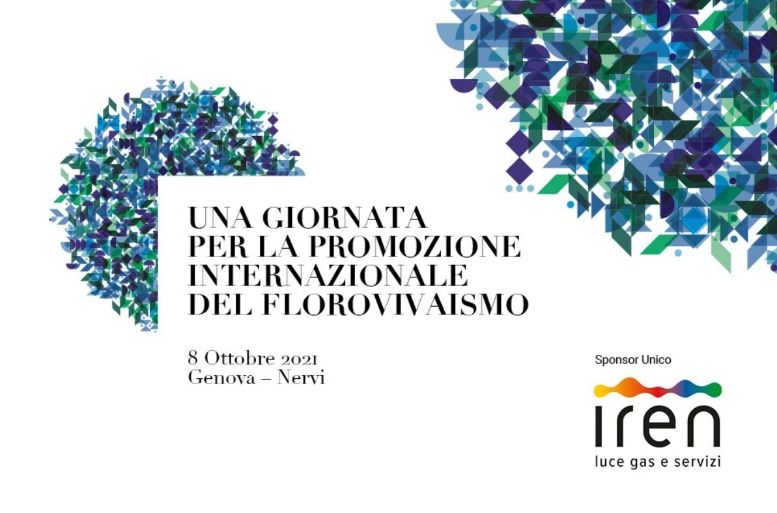 UNA GIORNATA
PER LA PROMOZIONE
INTERNAZIONALE
DEL FLOROVIVAISMO
8 Ottobre 2021
Genova – Nervi
Sponsor Unico
iren
luce gas e servizi